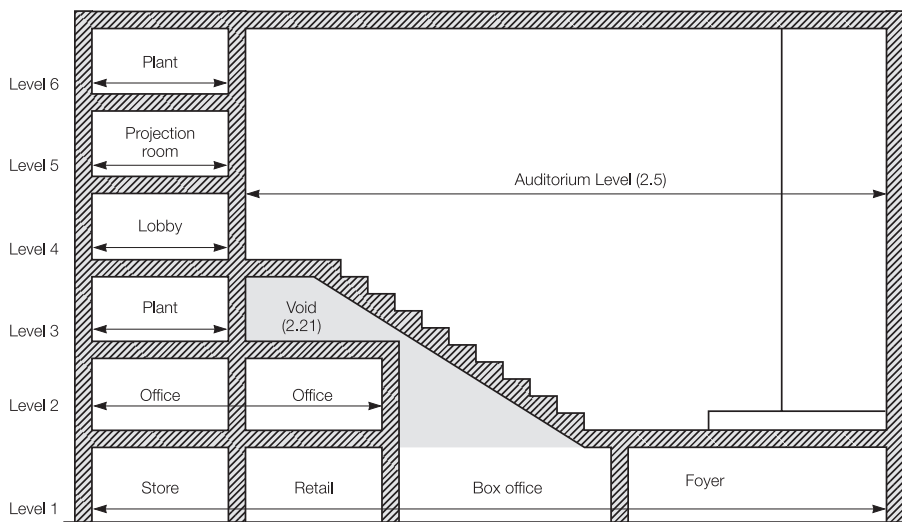 Level 6
Plant
Level 5
Projection
room
Auditorium Level (2.5)
Level 4
Lobby
Level 3
Plant
Void
(2.21)
Level 2
Office
Office
Level 1
Store
Retail
Box office
Foyer